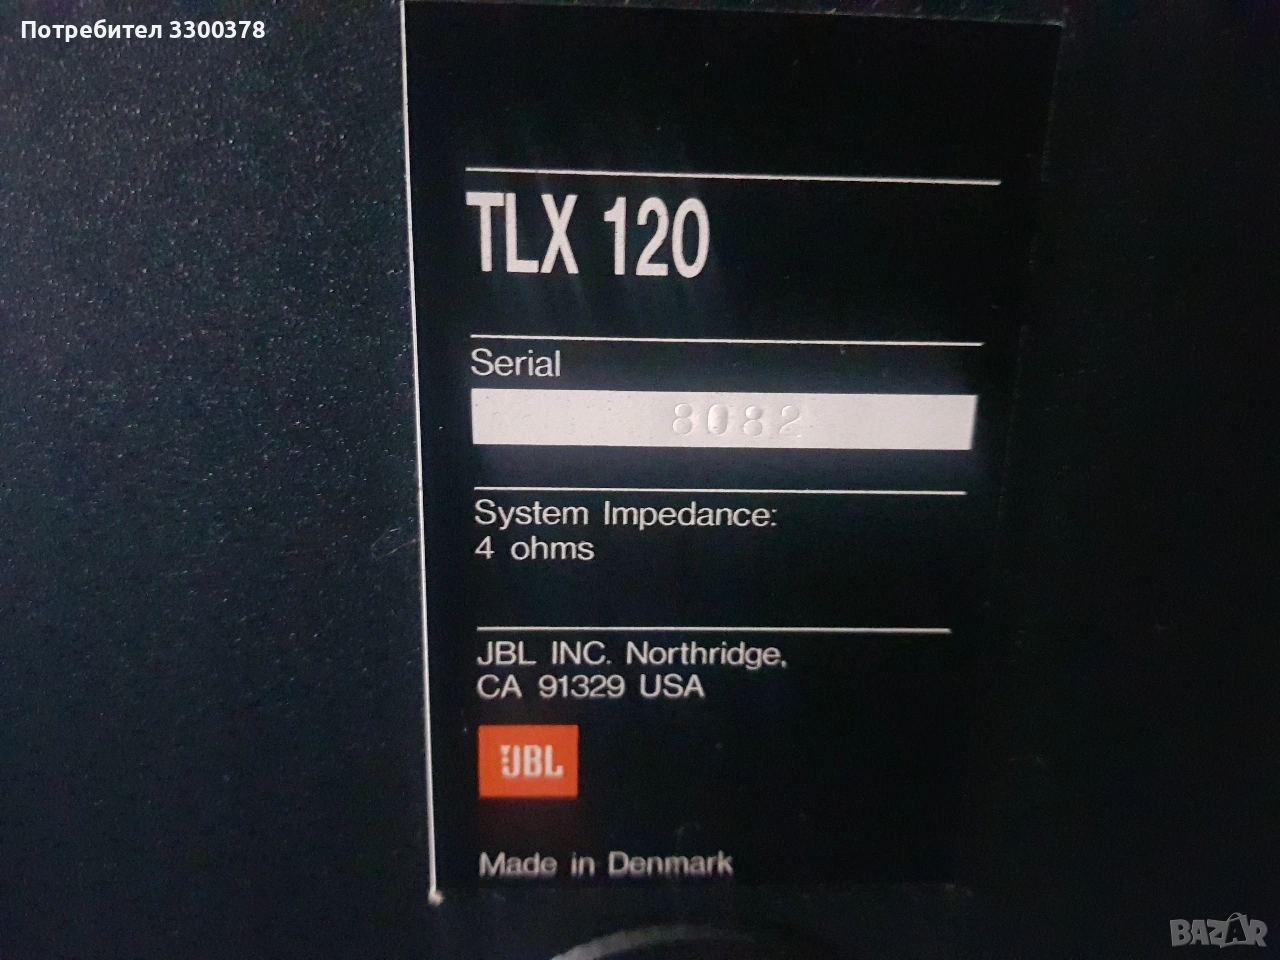 Потребител 3300378
TLX 120
Serial
8082
System Impedance:
4 ohms
JBL INC. Northridge,
CA 91329 USA
JBL
Made in Denmark
BAZAR